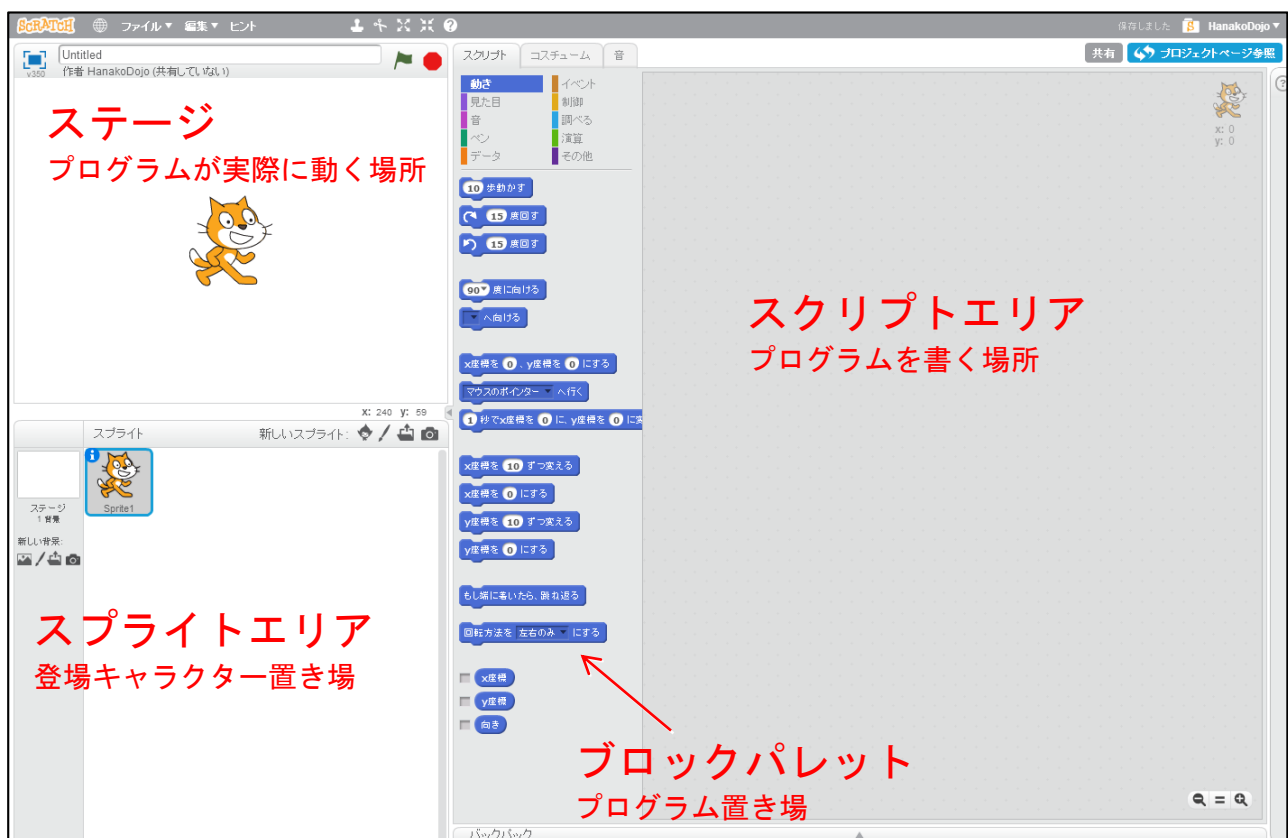 SCRATCH ファイル▼ 編集▼ ヒント 保存しました HanakoDojo▼
v350 Untitled
作者 HanakoDojo (共有していない)
ステージ
プログラムが実際に動く場所
X: 240 y: 59
スプライト 新しいスプライト:
ステージ
1 背景
新しい背景:
Sprite1
スプライトエリア
登場キャラクター置き場
スクリプト コスチューム 音
共有 プロジェクトページ参照
動き イベント
見た目 制御
音 調べる
ペン 演算
データ その他
10 歩動かす
15 度回す
15 度回す
90▼ 度に向ける
▼ へ向ける
x座標を 0 、y座標を 0 にする
マウスのポインター ▼ へ行く
1 秒でx座標を 0 に、y座標を 0 に変
x座標を 10 ずつ変える
x座標を 0 にする
y座標を 10 ずつ変える
y座標を 0 にする
もし端に着いたら、跳ね返る
回転方法を 左右のみ ▼ にする
x座標
y座標
向き
ブロックパレット
プログラム置き場
バックパック
x: 0
y: 0
スクリプトエリア
プログラムを書く場所